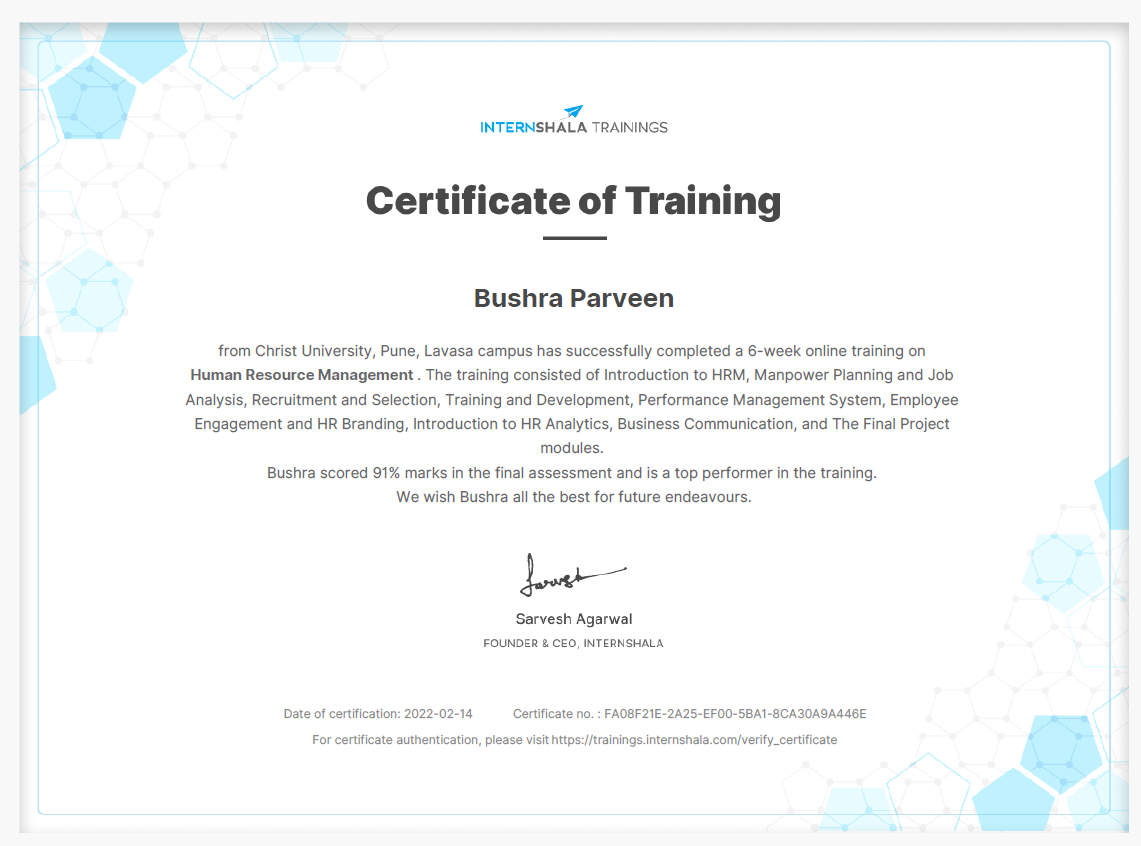 INTERNSHALA TRAININGS
Certificate of Training
Bushra Parveen
from Christ University, Pune, Lavasa campus has successfully completed a 6-week online training on
Human Resource Management . The training consisted of Introduction to HRM, Manpower Planning and Job
Analysis, Recruitment and Selection, Training and Development, Performance Management System, Employee
Engagement and HR Branding, Introduction to HR Analytics, Business Communication, and The Final Project
modules.
Bushra scored 91% marks in the final assessment and is a top performer in the training.
We wish Bushra all the best for future endeavours.
Sarvesh
Sarvesh Agarwal
FOUNDER & CEO, INTERNSHALA
Date of certification: 2022-02-14 Certificate no. : FA08F21E-2A25-EF00-5BA1-8CA30A9A446E
For certificate authentication, please visit https://trainings.internshala.com/verify_certificate